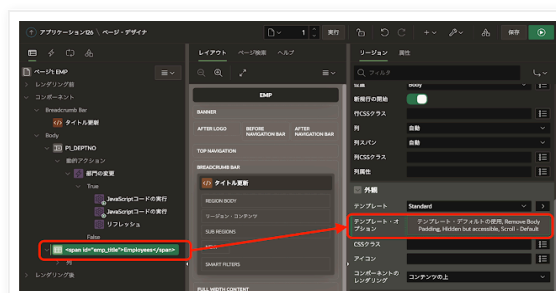 アプリケーション126 \ ページ・デザイナ
1
実行
保存
レイアウト ページ検索 ヘルプ
リージョン 属性
フィルタ
ページ1: EMP
レンダリング前
コンポーネント
Breadcrumb Bar
タイトル更新
Body
P1_DEPTNO
動的アクション
部門の変更
True
JavaScriptコードの実行
JavaScriptコードの実行
リフレッシュ
False
<span id="emp_title">Employees</span>
列
レンダリング後
EMP
BANNER
AFTER LOGO
BEFORE NAVIGATION BAR
AFTER NAVIGATION BAR
TOP NAVIGATION
BREADCRUMB BAR
タイトル更新
REGION BODY
リージョン・コンテンツ
SUB REGIONS
SMART FILTERS
FULL WIDTH CONTENT
位置 Body
新規行の開始
行CSSクラス
列 自動
列スパン 自動
列CSSクラス
列属性
外観
テンプレート Standard
テンプレート・オプション
テンプレート・デフォルトの使用, Remove Body Padding, Hidden but accessible, Scroll - Default
CSSクラス
アイコン
コンポーネントのレンダリング
コンテンツの上